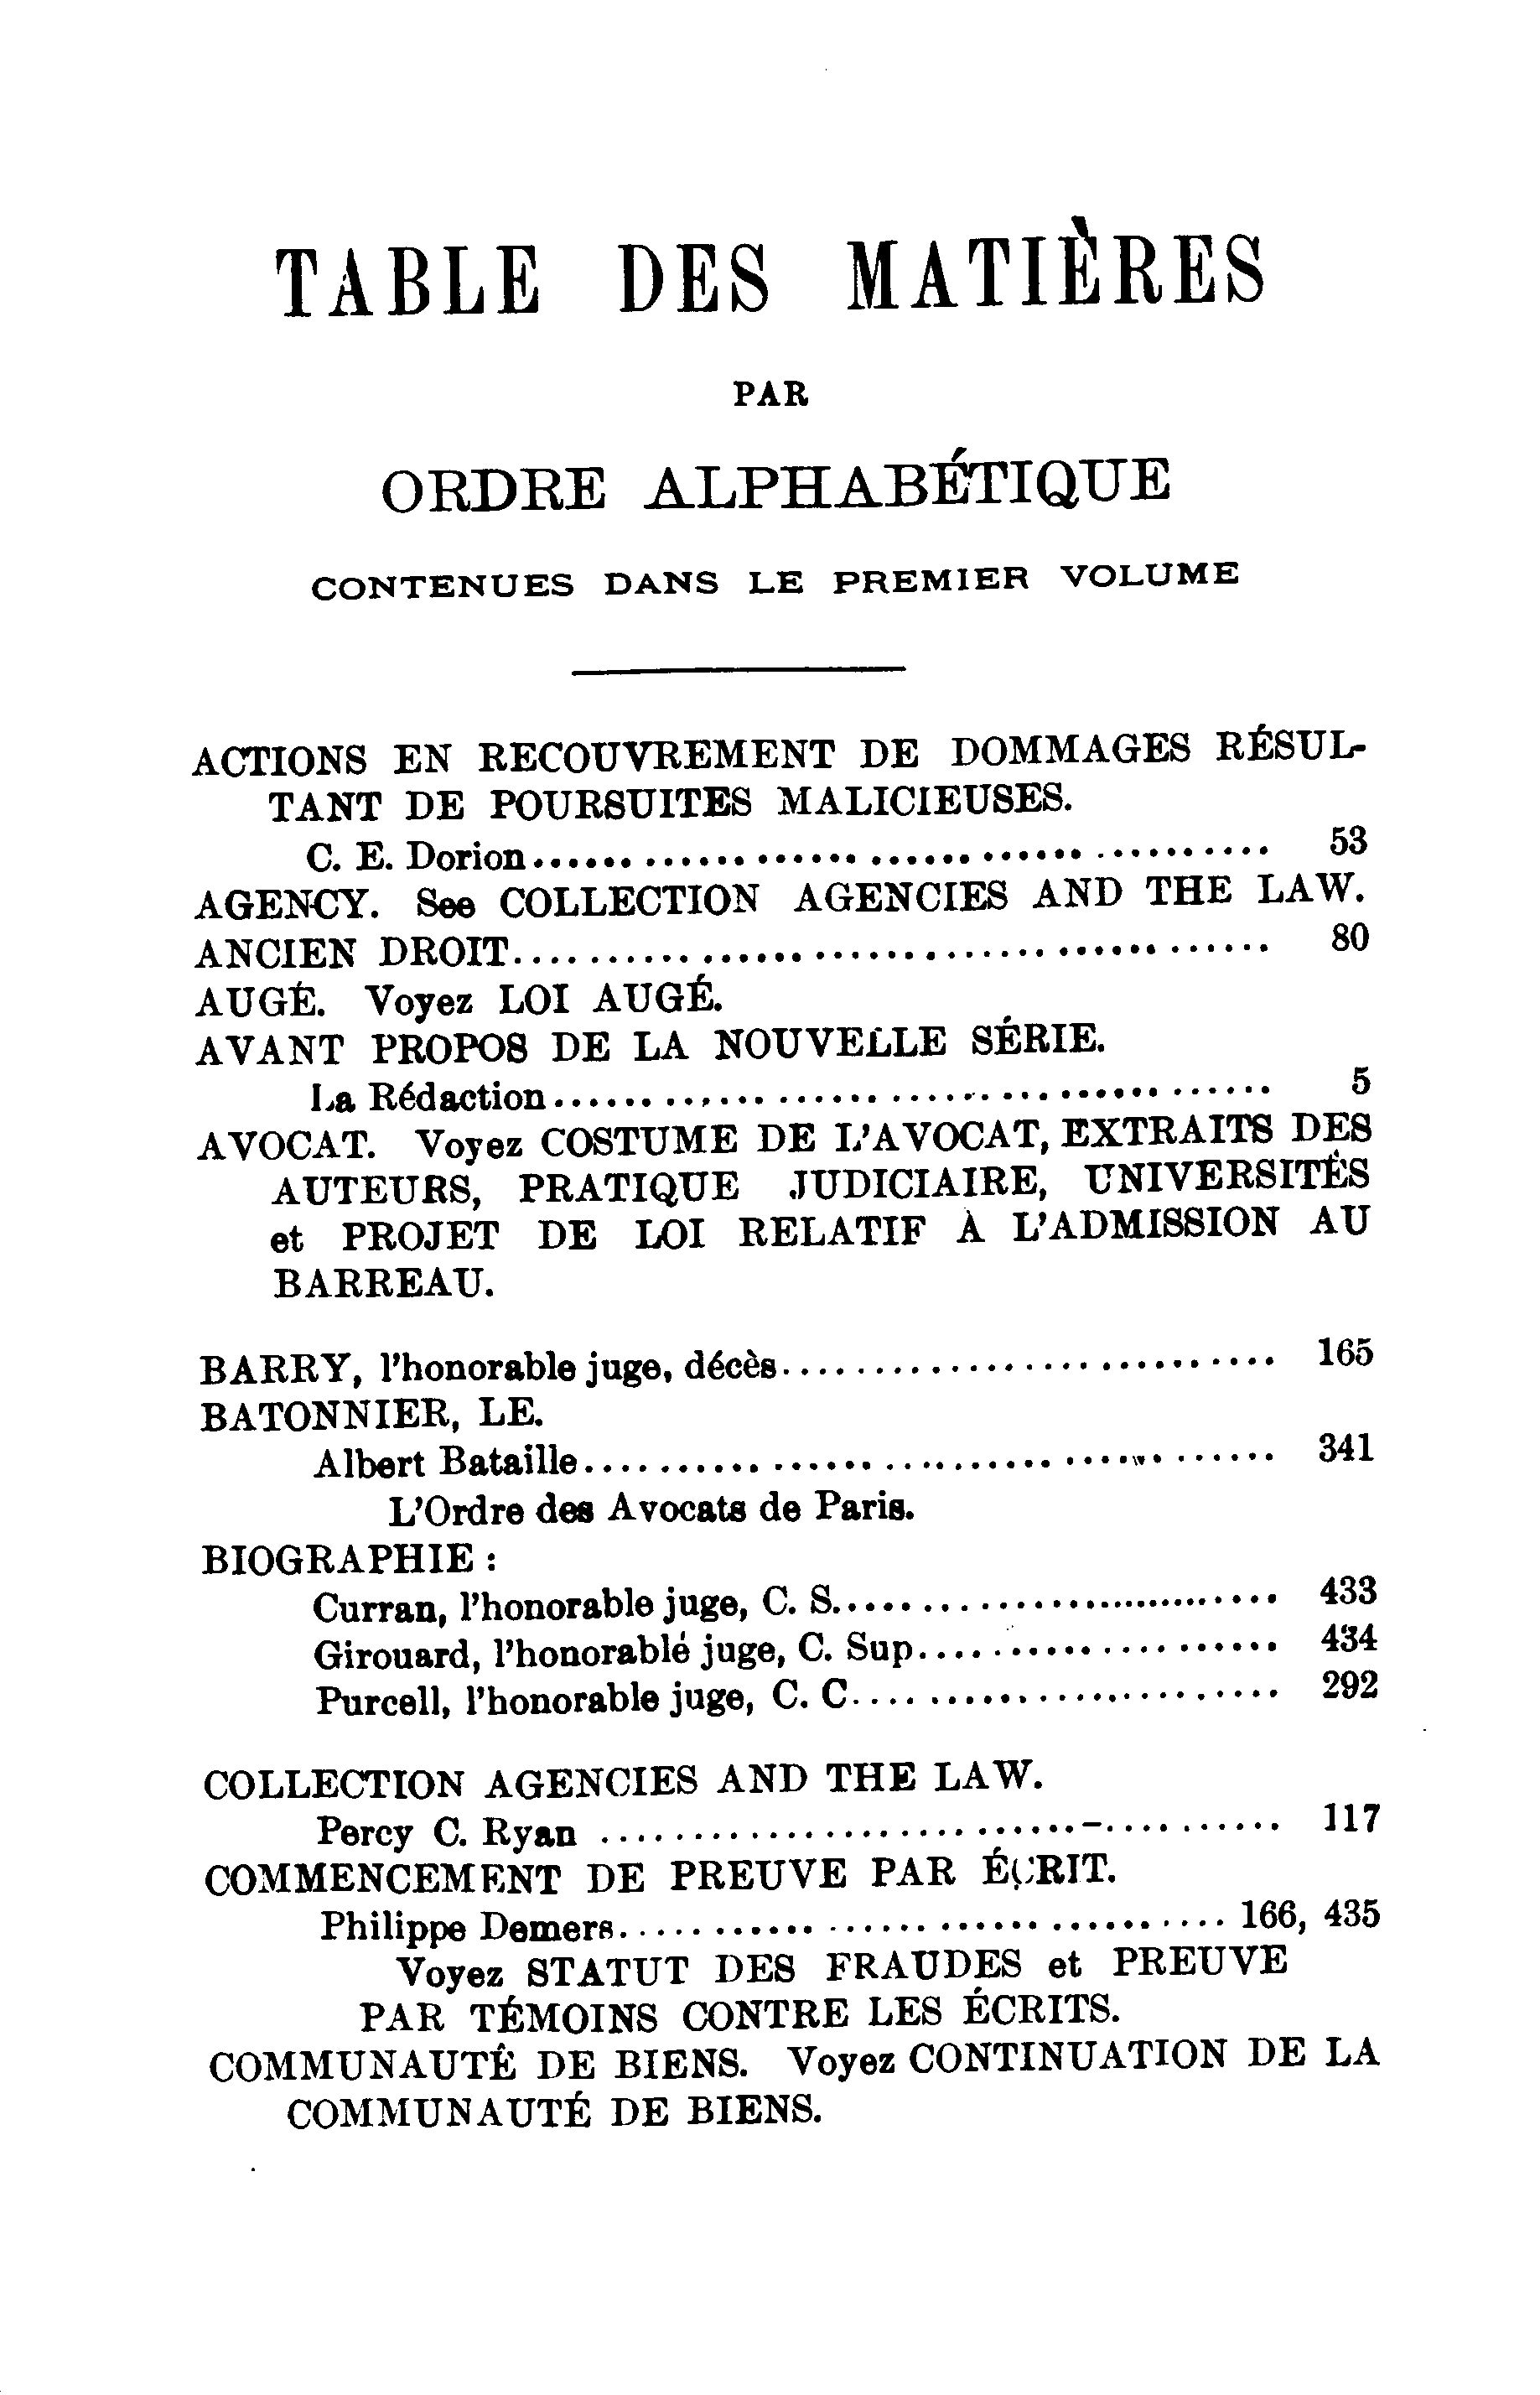 TABLE DES MATIÈRES
PAR
ORDRE ALPHABÉTIQUE
CONTENUES DANS LE PREMIER VOLUME
ACTIONS EN RECOUVREMENT DE DOMMAGES RÉSUL-
TANT DE POURSUITES MALICIEUSES.
C. E. Dorion........................................ 53
AGENCY. See COLLECTION AGENCIES AND THE LAW.
ANCIEN DROIT........................................ 80
AUGÉ. Voyez LOI AUGÉ.
AVANT PROPOS DE LA NOUVELLE SÉRIE.
La Rédaction........................................ 5
AVOCAT. Voyez COSTUME DE L'AVOCAT, EXTRAITS DES
AUTEURS, PRATIQUE JUDICIAIRE, UNIVERSITÉS
et PROJET DE LOI RELATIF À L'ADMISSION AU
BARREAU.
BARRY, l'honorable juge, décès........................... 165
BATONNIER, LE.
Albert Bataille..................................... 341
L'Ordre des Avocats de Paris.
BIOGRAPHIE :
Curran, l'honorable juge, C. S......................... 433
Girouard, l'honorablé juge, C. Sup.................... 434
Purcell, l'honorable juge, C. C....................... 292
COLLECTION AGENCIES AND THE LAW.
Percy C. Ryan ..................................... 117
COMMENCEMENT DE PREUVE PAR ÉCRIT.
Philippe Demers................................. 166, 435
Voyez STATUT DES FRAUDES et PREUVE
PAR TÉMOINS CONTRE LES ÉCRITS.
COMMUNAUTÉ DE BIENS. Voyez CONTINUATION DE LA
COMMUNAUTÉ DE BIENS.